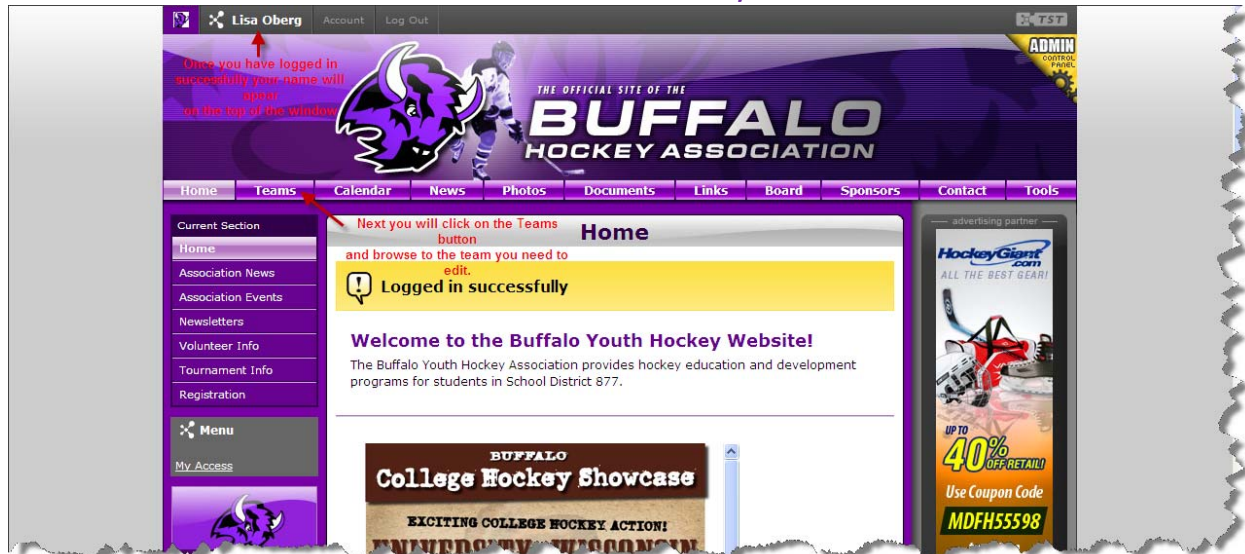 Lisa Oberg Account Log Out TST
ADMIN
CONTROL
PANEL
Once you have logged in
successfully your name will
apear
on the top of the window
THE OFFICIAL SITE OF THE
BUFFALO
HOCKEY ASSOCIATION
Home Teams Calendar News Photos Documents Links Board Sponsors Contact Tools
Next you will click on the Teams
button
and browse to the team you need to
edit.
Current Section
Home
Association News
Association Events
Newsletters
Volunteer Info
Tournament Info
Registration
Menu
My Access
Home
Logged in successfully
Welcome to the Buffalo Youth Hockey Website!
The Buffalo Youth Hockey Association provides hockey education and development
programs for students in School District 877.
BUFFALO
College Hockey Showcase
EXCITING COLLEGE HOCKEY ACTION!
UNIVERSITY WISCONSIN
advertising partner
HockeyGiant
.com
ALL THE BEST GEAR!
UP TO
40%
OFF RETAIL!
Use Coupon Code
MDFH55598